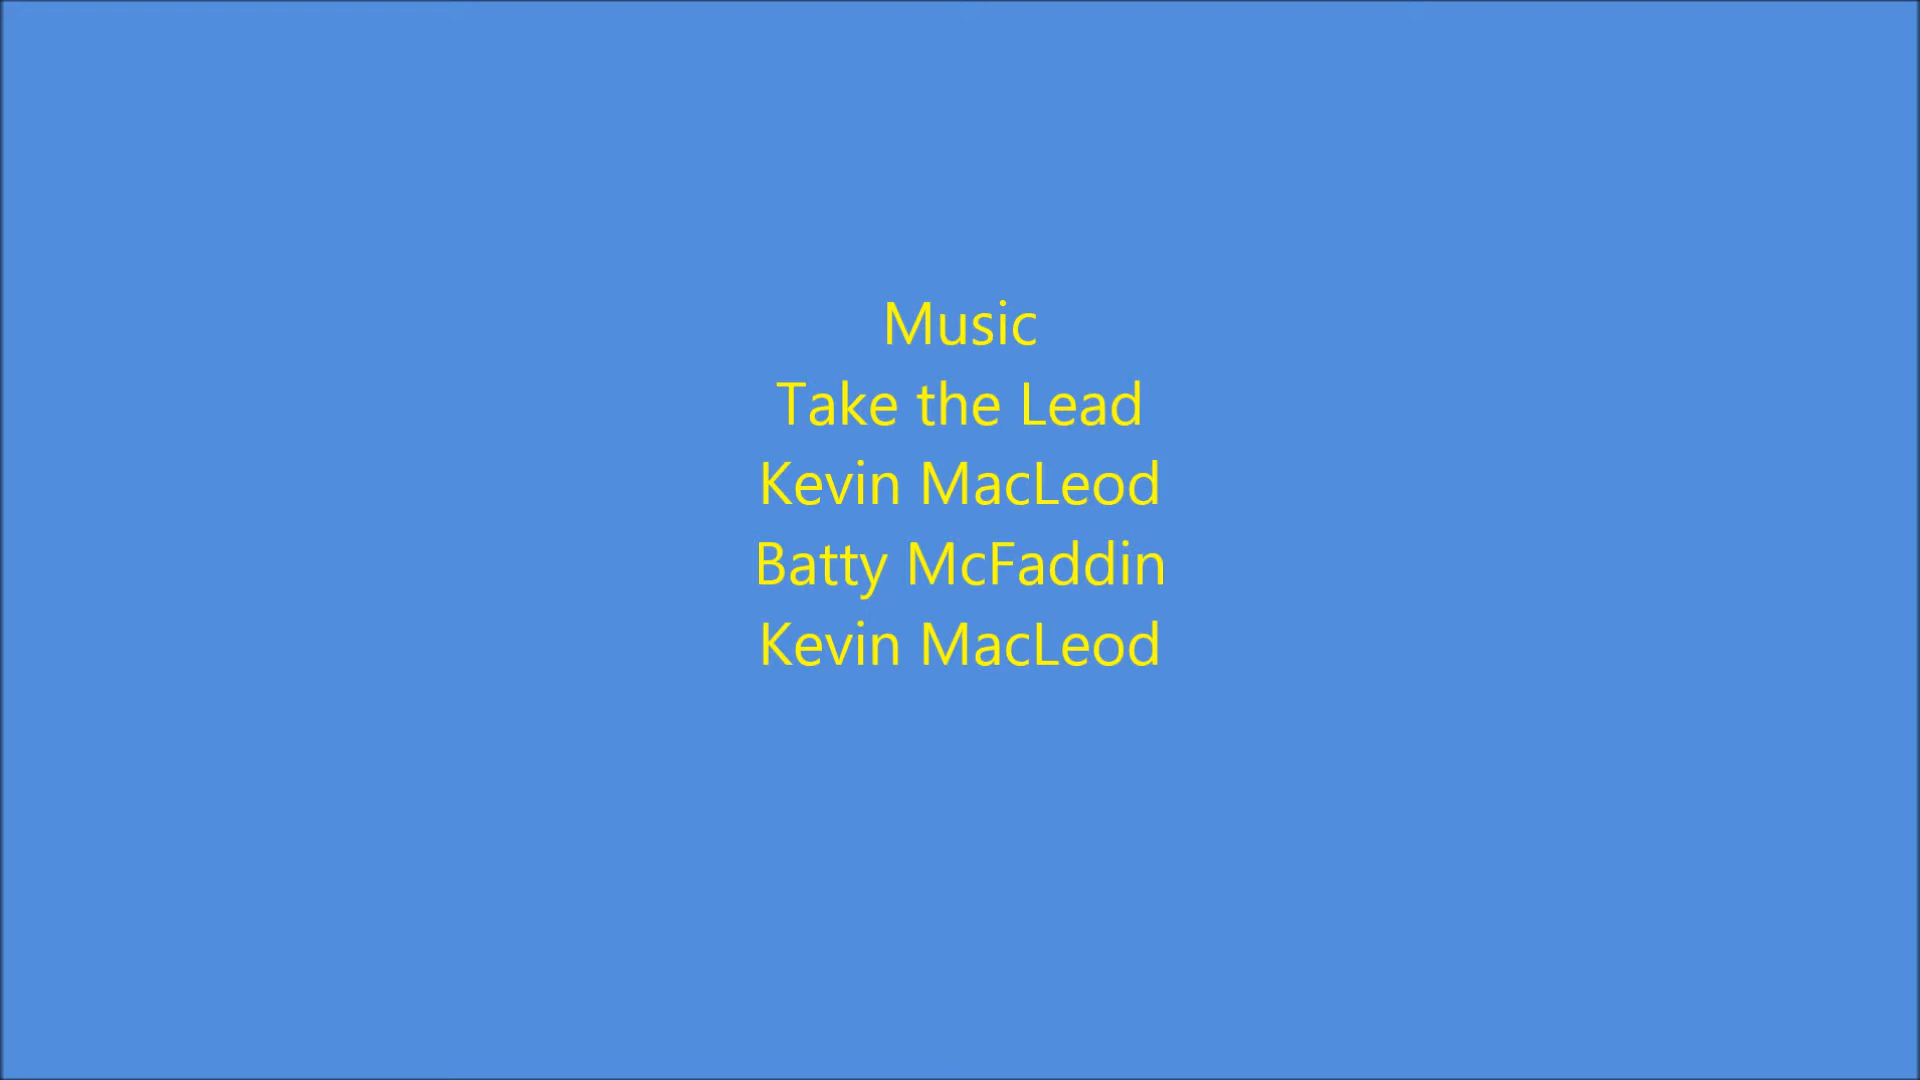 Music
Take the Lead
Kevin MacLeod
Batty McFaddin
Kevin MacLeod